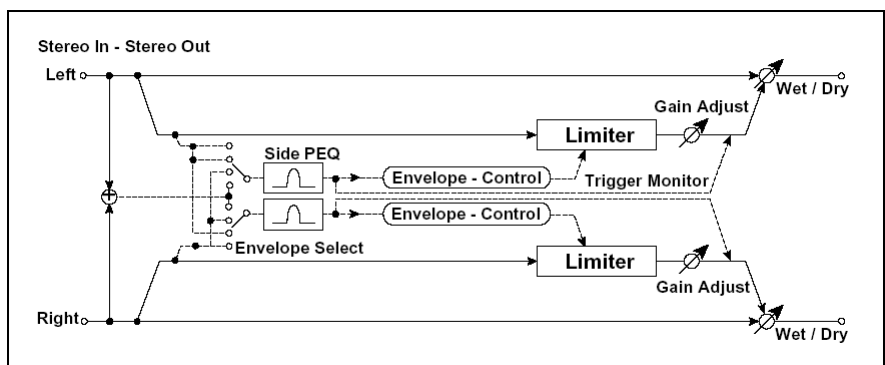 Stereo In - Stereo Out
Left
Wet / Dry
Gain Adjust
Limiter
Side PEQ
Envelope - Control
Trigger Monitor
Envelope - Control
Envelope Select
Limiter
Gain Adjust
Right
Wet / Dry